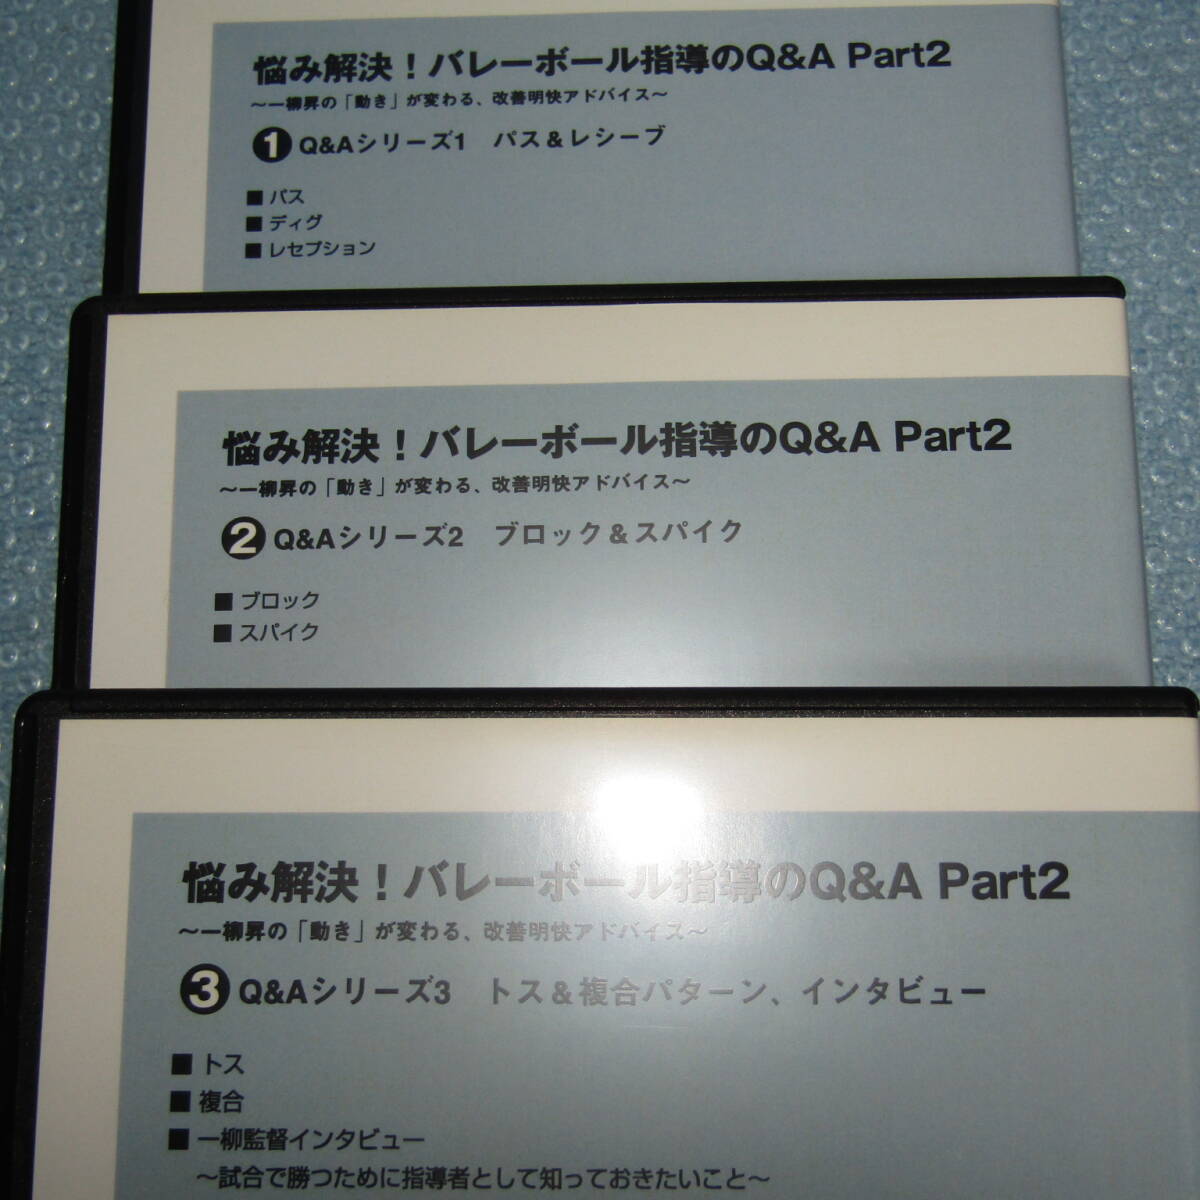 悩み解決！バレーボール指導のQ&A Part2
～一柳昇の「動き」が変わる、改善明快アドバイス～
❶ Q&Aシリーズ1　パス＆レシーブ
■ パス
■ ディグ
■ レセプション
悩み解決！バレーボール指導のQ&A Part2
～一柳昇の「動き」が変わる、改善明快アドバイス～
❷ Q&Aシリーズ2　ブロック＆スパイク
■ ブロック
■ スパイク
悩み解決！バレーボール指導のQ&A Part2
～一柳昇の「動き」が変わる、改善明快アドバイス～
❸ Q&Aシリーズ3　トス＆複合パターン、インタビュー
■ トス
■ 複合
■ 一柳監督インタビュー
～試合で勝つために指導者として知っておきたいこと～